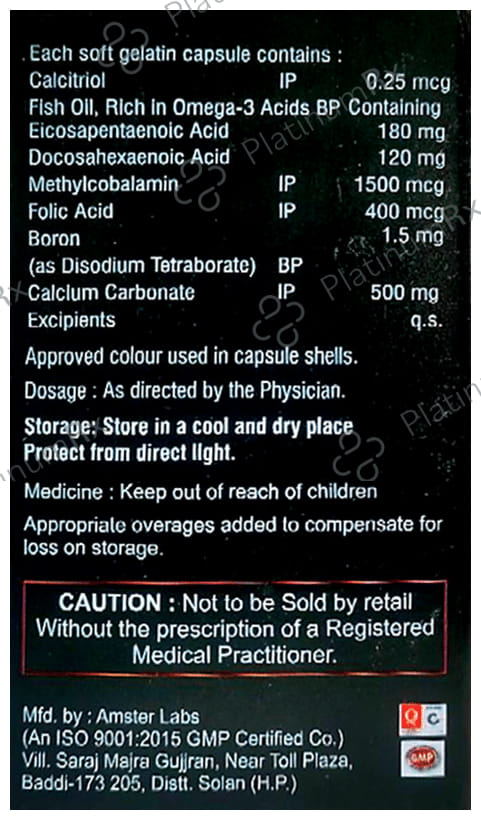 Each soft gelatin capsule contains :
Calcitriol IP 0.25 mcg
Fish Oil, Rich in Omega-3 Acids BP Containing
Eicosapentaenoic Acid 180 mg
Docosahexaenoic Acid 120 mg
Methylcobalamin IP 1500 mcg
Folic Acid IP 400 mcg
Boron 1.5 mg
(as Disodium Tetraborate) BP
Calcium Carbonate IP 500 mg
Excipients q.s.
Approved colour used in capsule shells.
Dosage : As directed by the Physician.
Storage: Store in a cool and dry place
Protect from direct light.
Medicine : Keep out of reach of children
Appropriate overages added to compensate for
loss on storage.
CAUTION : Not to be Sold by retail
Without the prescription of a Registered
Medical Practitioner.
Mfd. by : Amster Labs
(An ISO 9001:2015 GMP Certified Co.)
Vill. Saraj Majra Gujjran, Near Toll Plaza,
Baddi-173 205, Distt. Solan (H.P.)
Q C
GMP
PlatinumRx